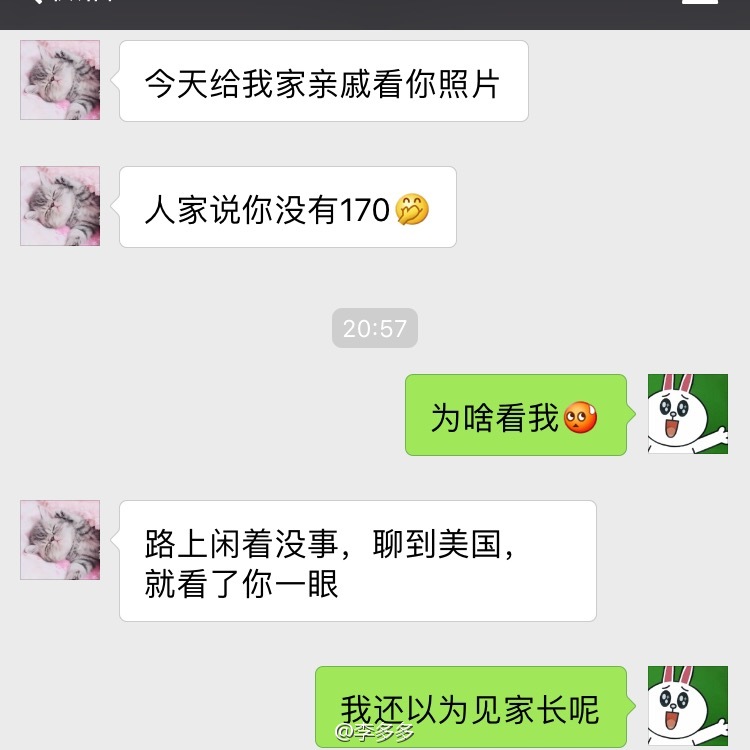 今天给我家亲戚看你照片
人家说你没有170🤭
20:57
为啥看我🥵
路上闲着没事，聊到美国，
就看了你一眼
我还以为见家长呢
@李多多